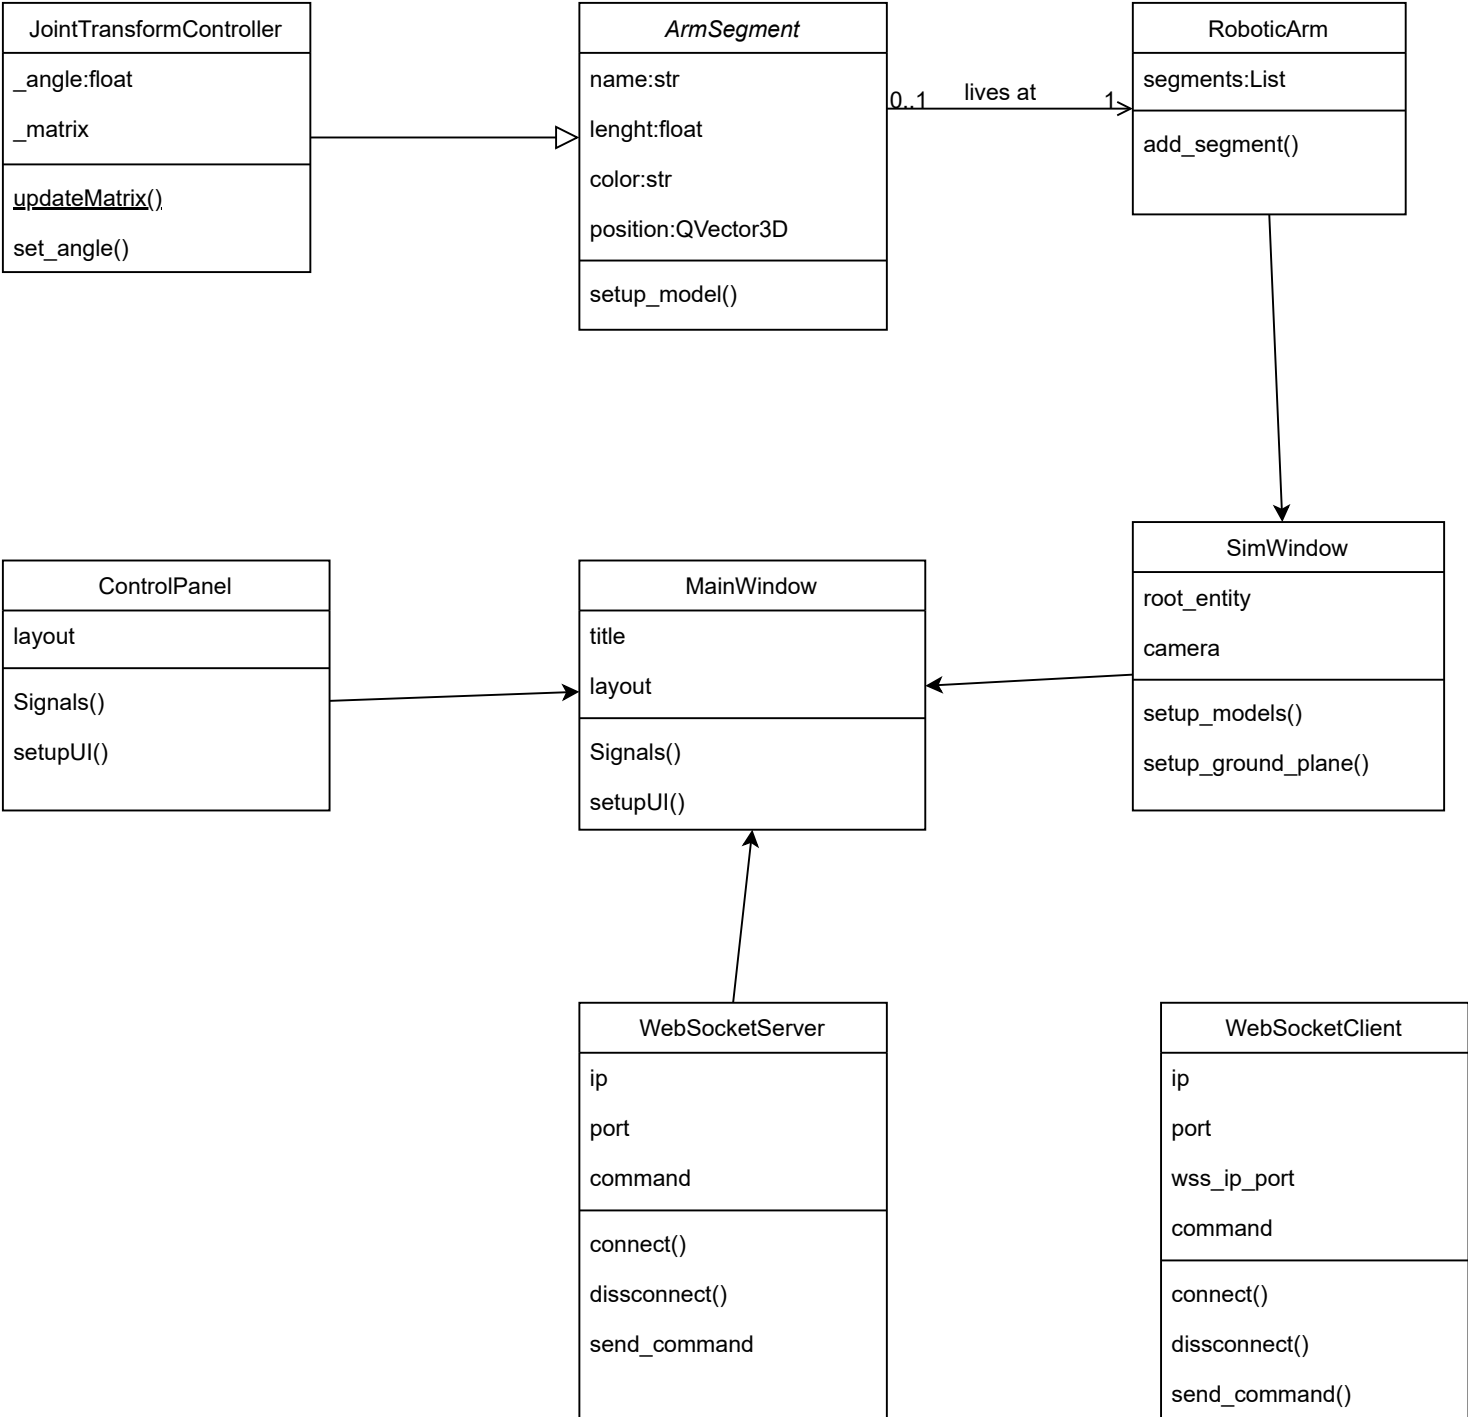 JointTransformController
_angle:float
_matrix
updateMatrix()
set_angle()
ArmSegment
name:str
lenght:float
color:str
position:QVector3D
setup_model()
0..1
lives at
1
RoboticArm
segments:List
add_segment()
ControlPanel
layout
Signals()
setupUI()
MainWindow
title
layout
Signals()
setupUI()
SimWindow
root_entity
camera
setup_models()
setup_ground_plane()
WebSocketServer
ip
port
command
connect()
dissconnect()
send_command
WebSocketClient
ip
port
wss_ip_port
command
connect()
dissconnect()
send_command()